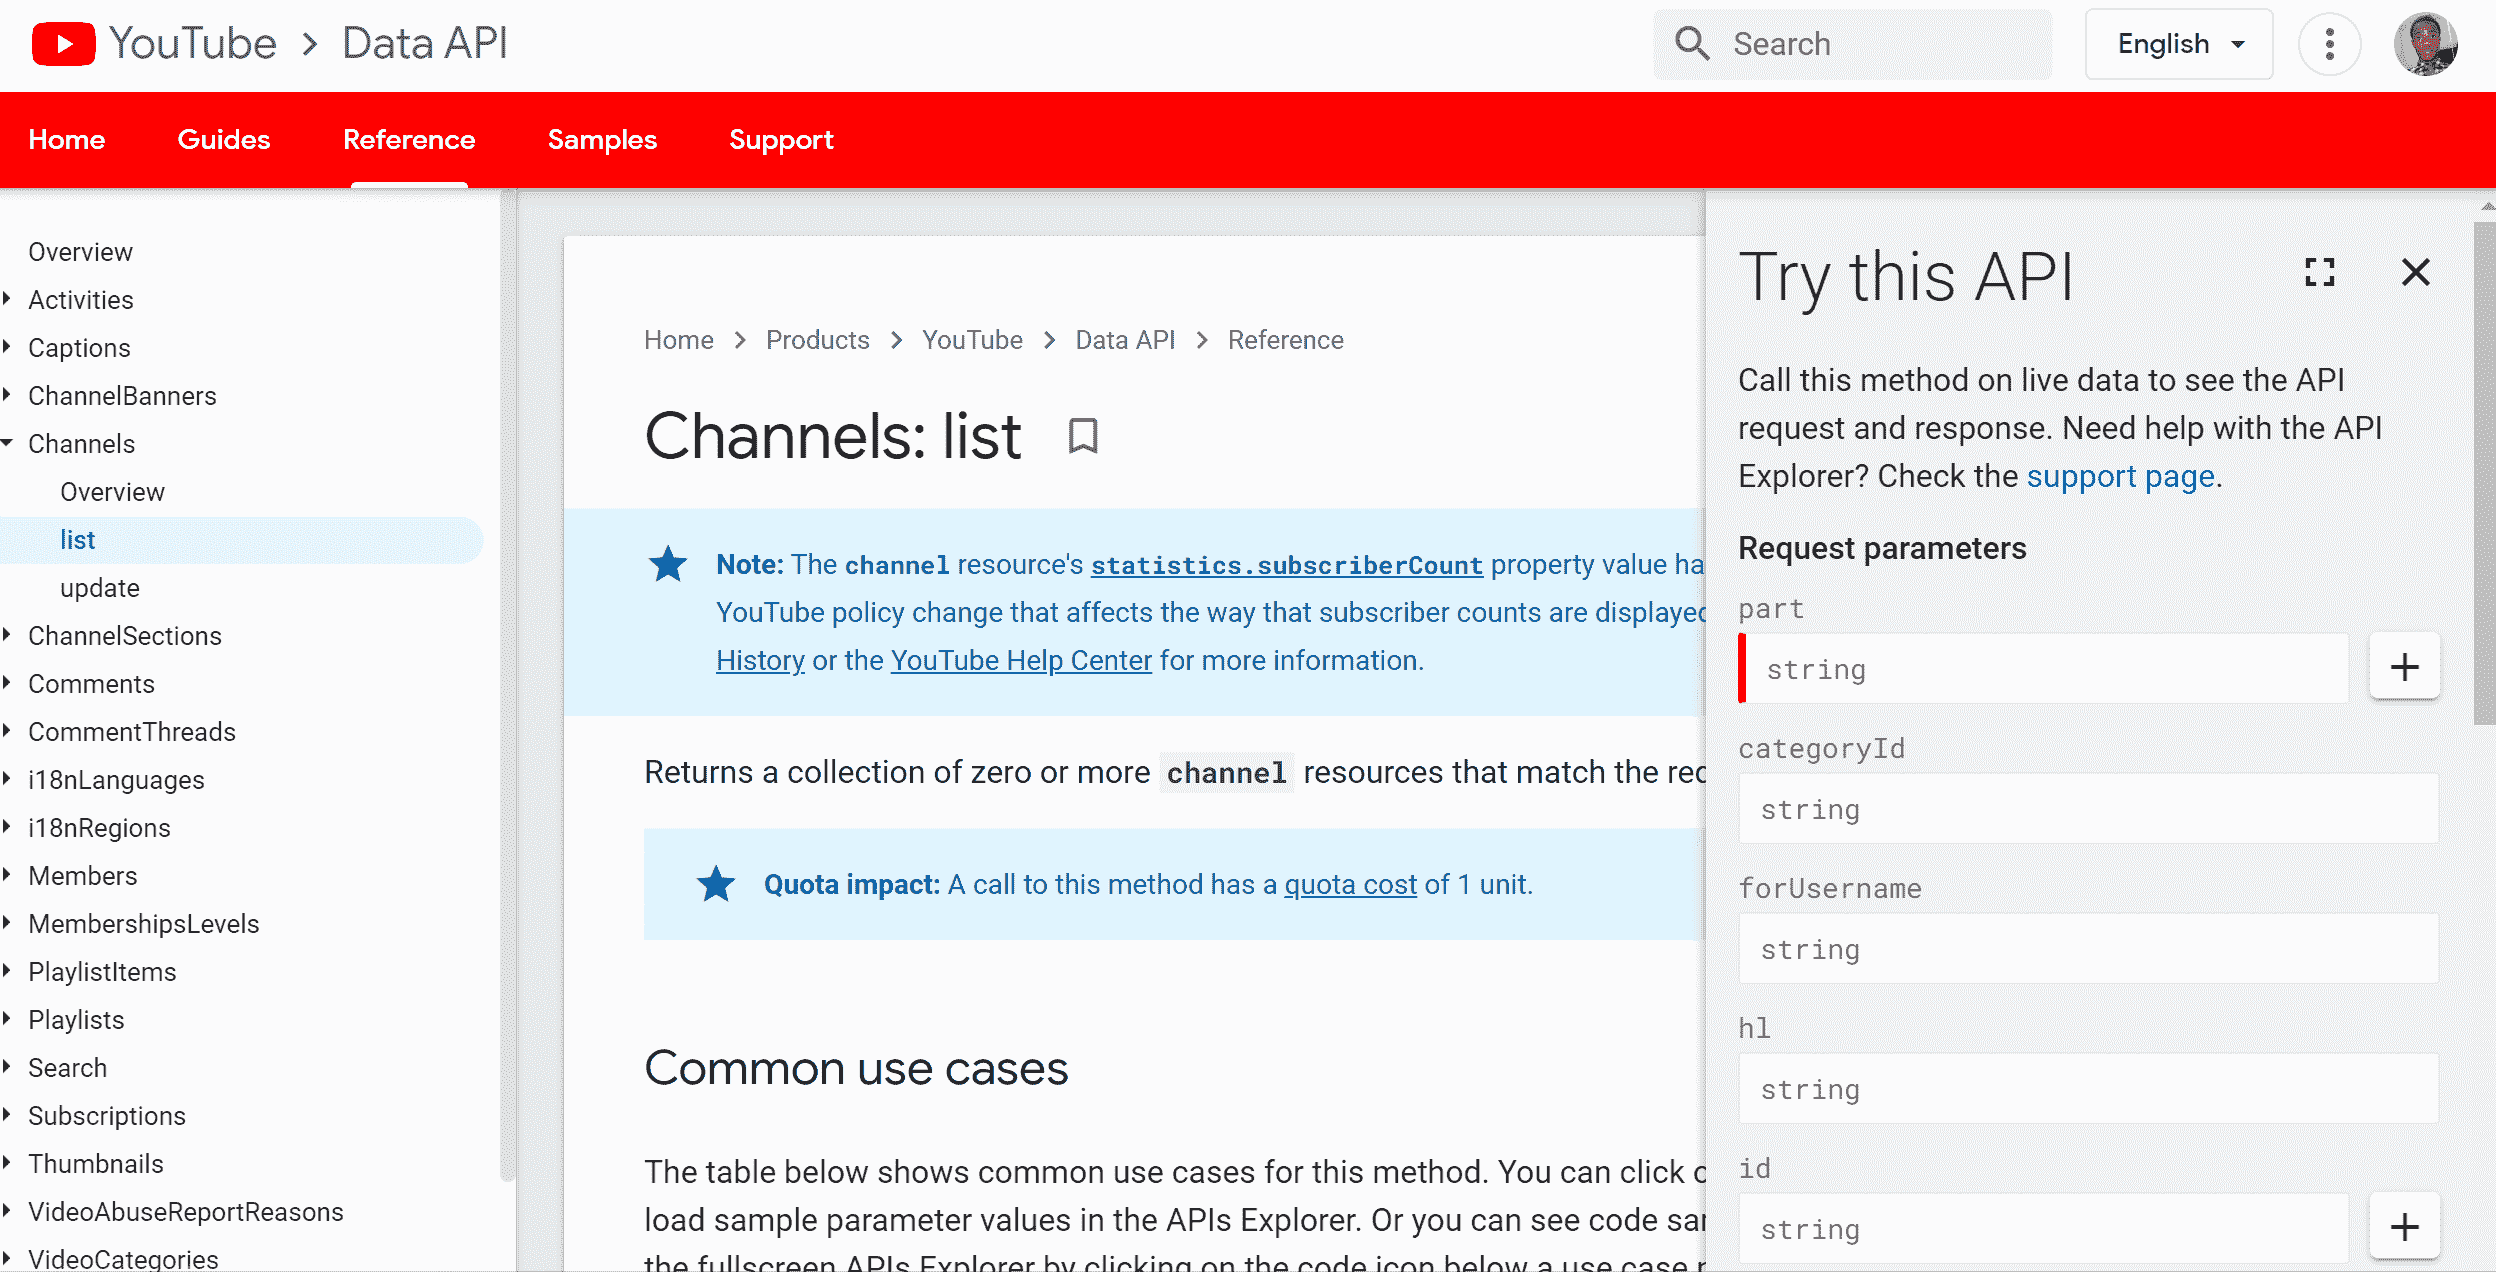 YouTube > Data API
Search
English
Home Guides Reference Samples Support
Overview
Activities
Captions
ChannelBanners
Channels
Overview
list
update
ChannelSections
Comments
CommentThreads
i18nLanguages
i18nRegions
Members
MembershipsLevels
PlaylistItems
Playlists
Search
Subscriptions
Thumbnails
VideoAbuseReportReasons
VideoCategories
Home > Products > YouTube > Data API > Reference
Channels: list
Note: The channel resource's statistics.subscriberCount property value ha
YouTube policy change that affects the way that subscriber counts are displayed
History or the YouTube Help Center for more information.
Returns a collection of zero or more channel resources that match the
Quota impact: A call to this method has a quota cost of 1 unit.
Common use cases
The table below shows common use cases for this method. You can click
load sample parameter values in the APIs Explorer. Or you can see code
the fullscreen APIs Explorer by clicking on the code icon below a use case
Try this API
Call this method on live data to see the API
request and response. Need help with the API
Explorer? Check the support page.
Request parameters
part
string
categoryId
string
forUsername
string
hl
string
id
string